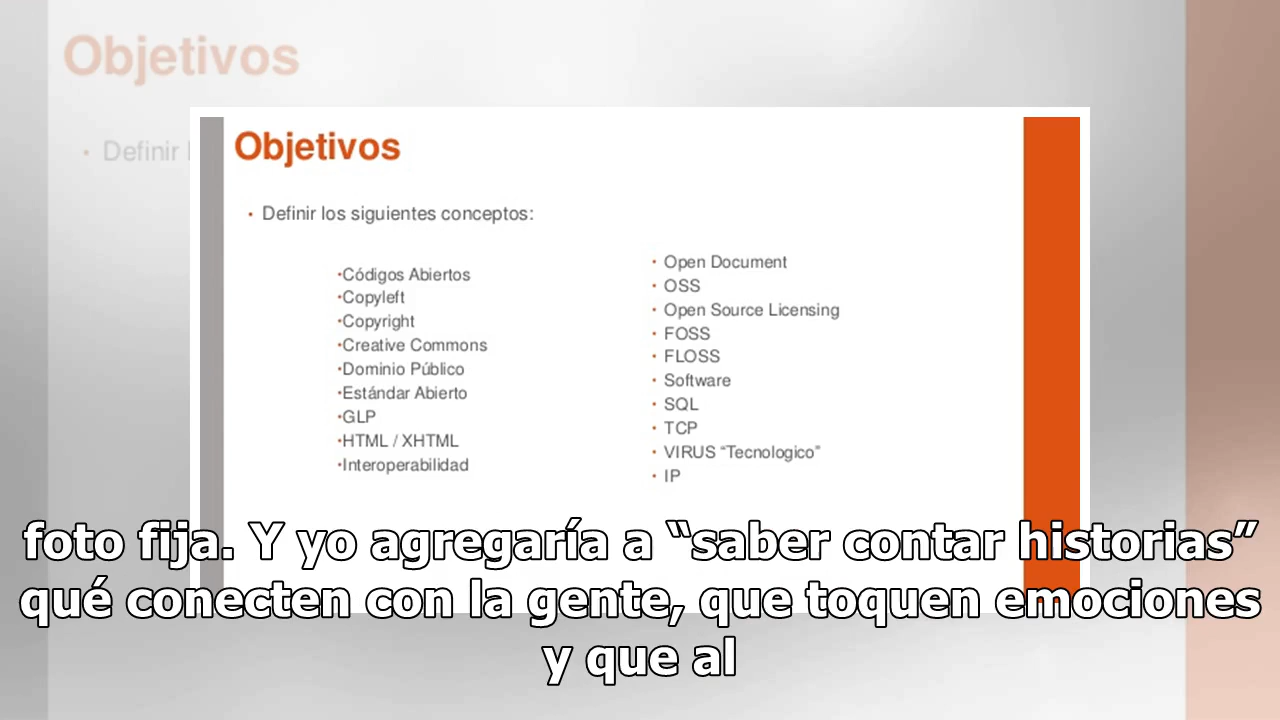 Objetivos
• Definir l
Objetivos
• Definir los siguientes conceptos:
•Códigos Abiertos
•Copyleft
•Copyright
•Creative Commons
•Dominio Público
•Estándar Abierto
•GLP
•HTML / XHTML
•Interoperabilidad
• Open Document
• OSS
• Open Source Licensing
• FOSS
• FLOSS
• Software
• SQL
• TCP
• VIRUS “Tecnologico”
• IP
foto fija. Y yo agregaría a “saber contar historias”
qué conecten con la gente, que toquen emociones
y que al